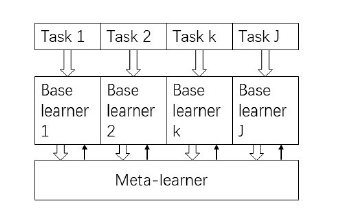 Task 1 Task 2 Task k Task J
Base learner 1
Base learner 2
Base learner k
Base learner J
Meta-learner